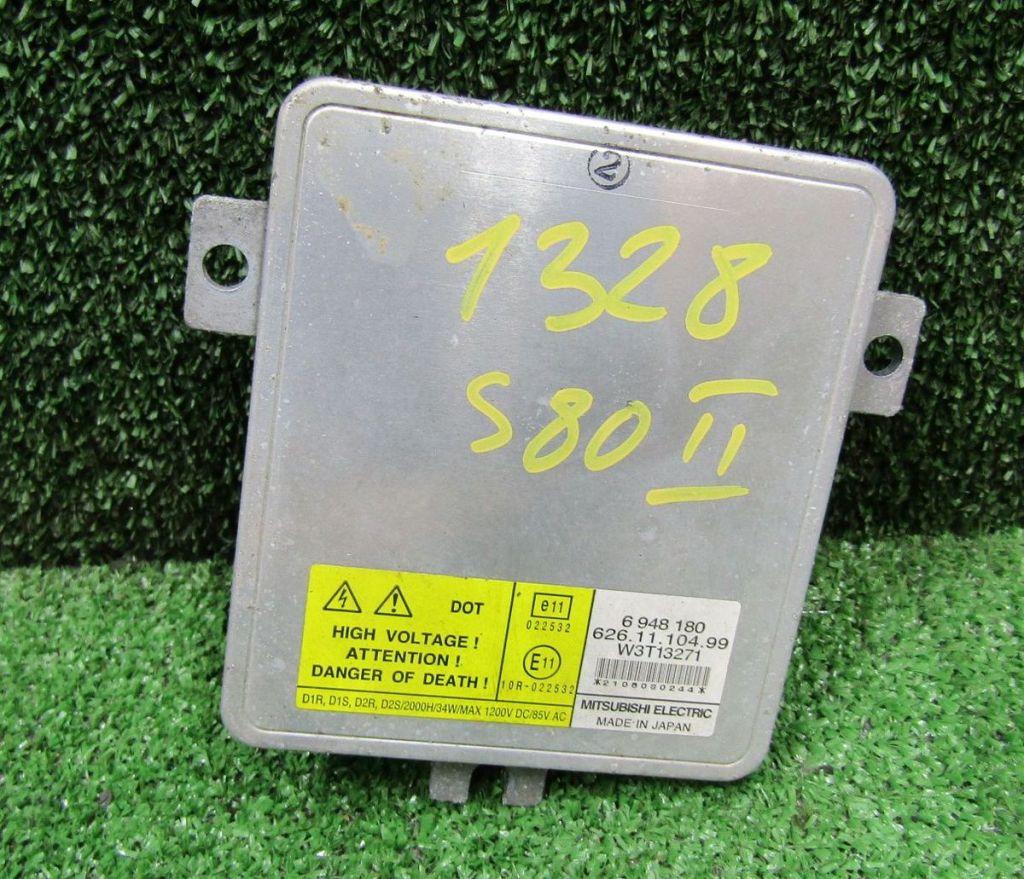 2
1328
S80 II
DOT
HIGH VOLTAGE!
ATTENTION!
DANGER OF DEATH!
D1R, D1S, D2R, D2S/2000H/34W/MAX 1200V DC/85V AC
e11
022532
E11
10R-022532
6 948 180
626.11.104.99
W3T13271
*2108080244*
MITSUBISHI ELECTRIC
MADE IN JAPAN